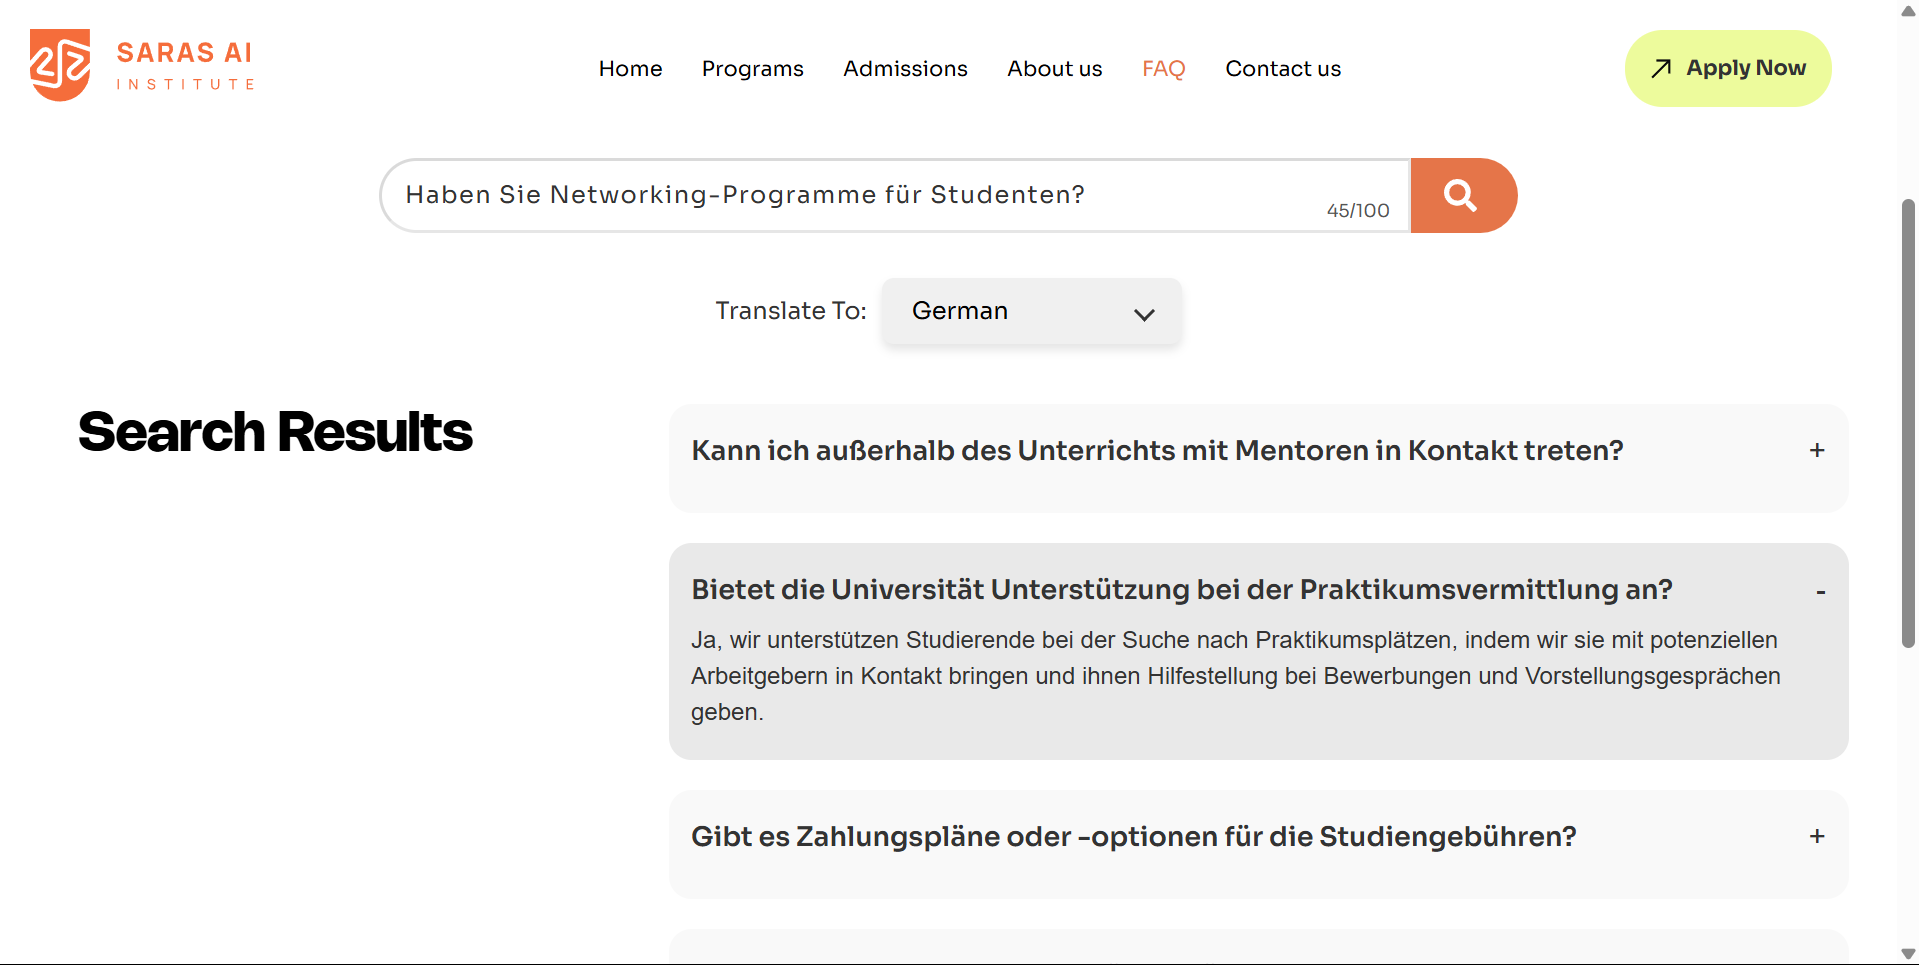 SARAS AI
INSTITUTE
Home Programs Admissions About us FAQ Contact us
Apply Now
Haben Sie Networking-Programme für Studenten?
45/100
Translate To: German
Search Results
Kann ich außerhalb des Unterrichts mit Mentoren in Kontakt treten? +
Bietet die Universität Unterstützung bei der Praktikumsvermittlung an? -
Ja, wir unterstützen Studierende bei der Suche nach Praktikumsplätzen, indem wir sie mit potenziellen
Arbeitgebern in Kontakt bringen und ihnen Hilfestellung bei Bewerbungen und Vorstellungsgesprächen
geben.
Gibt es Zahlungspläne oder -optionen für die Studiengebühren? +